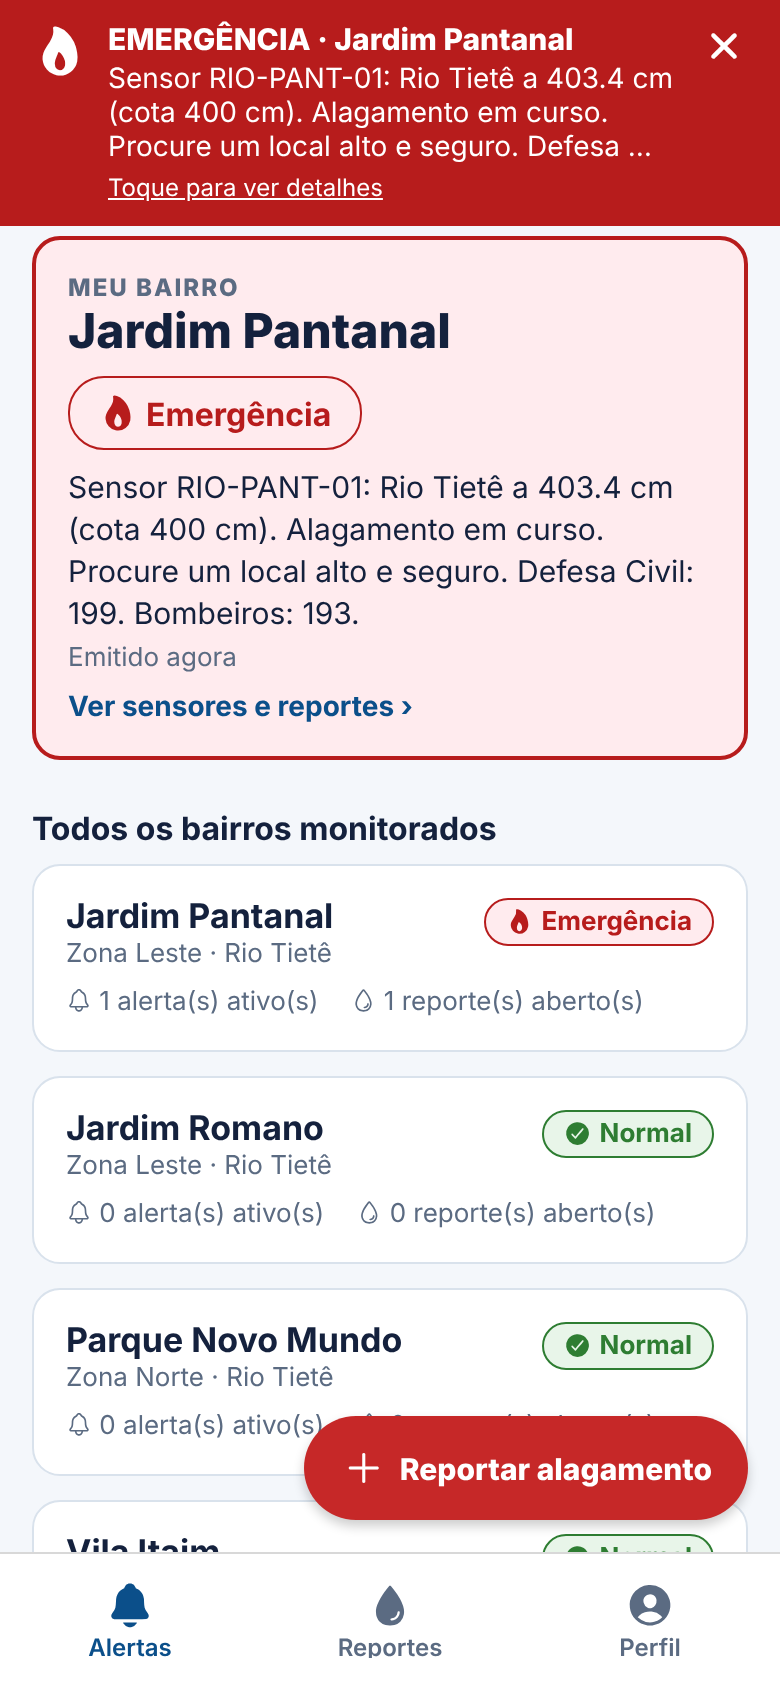 EMERGÊNCIA · Jardim Pantanal
Sensor RIO-PANT-01: Rio Tietê a 403.4 cm
(cota 400 cm). Alagamento em curso.
Procure um local alto e seguro. Defesa ...
Toque para ver detalhes
MEU BAIRRO
Jardim Pantanal
Emergência
Sensor RIO-PANT-01: Rio Tietê a 403.4 cm
(cota 400 cm). Alagamento em curso.
Procure um local alto e seguro. Defesa Civil:
199. Bombeiros: 193.
Emitido agora
Ver sensores e reportes ›
Todos os bairros monitorados
Jardim Pantanal
Emergência
Zona Leste · Rio Tietê
1 alerta(s) ativo(s) 1 reporte(s) aberto(s)
Jardim Romano
Normal
Zona Leste · Rio Tietê
0 alerta(s) ativo(s) 0 reporte(s) aberto(s)
Parque Novo Mundo
Normal
Zona Norte · Rio Tietê
0 alerta(s) ativo(s)
Reportar alagamento
Vila Itaim
Normal
Alertas
Reportes
Perfil